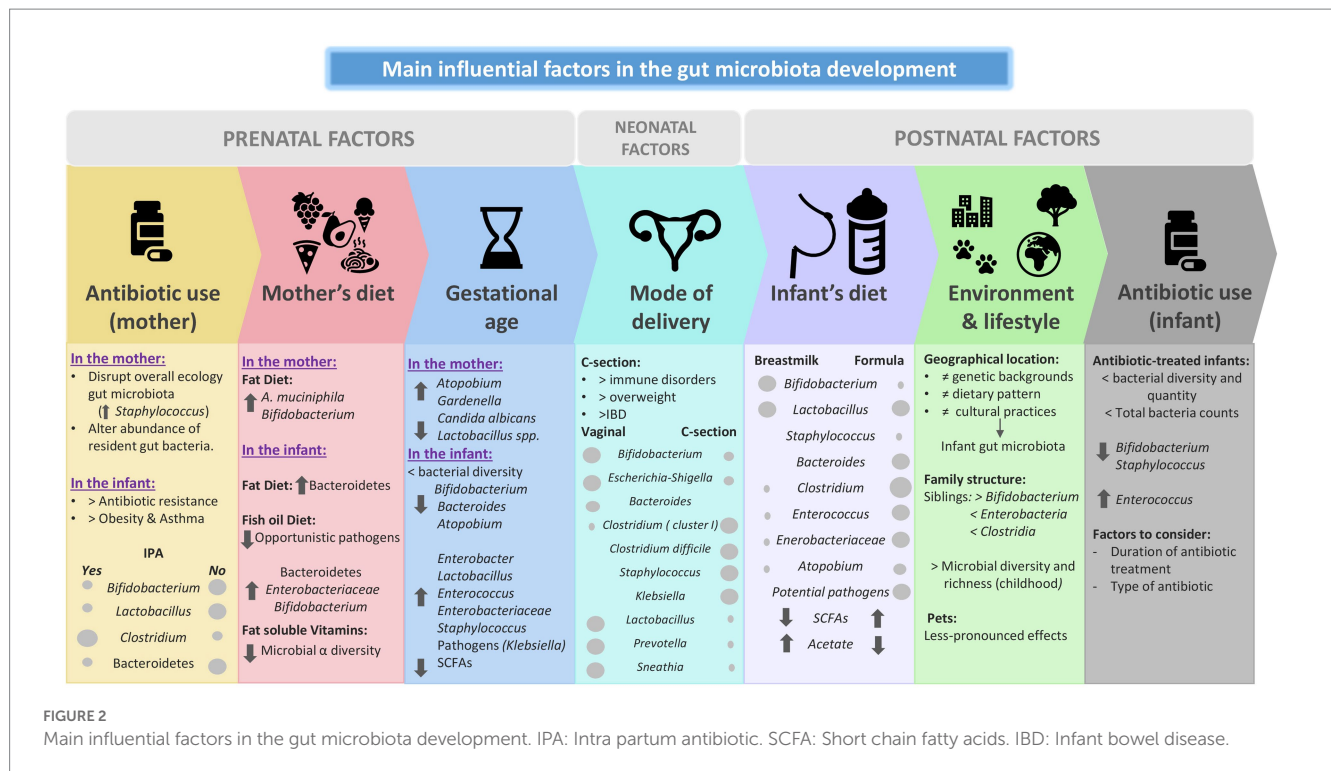 Main influential factors in the gut microbiota development
PRENATAL FACTORS
NEONATAL
FACTORS
POSTNATAL FACTORS
Antibiotic use
(mother)
In the mother:
• Disrupt overall ecology
gut microbiota
(⬆ Staphylococcus)
• Alter abundance of
resident gut bacteria.
In the infant:
• > Antibiotic resistance
• > Obesity & Asthma
IPA
Yes No
Bifidobacterium
Lactobacillus
Clostridium
Bacteroidetes
Mother's diet
In the mother:
Fat Diet:
⬆ A. muciniphila
Bifidobacterium
In the infant:
Fat Diet: ⬆ Bacteroidetes
Fish oil Diet:
⬇ Opportunistic pathogens
Bacteroidetes
⬆ Enterobacteriaceae
Bifidobacterium
Fat soluble Vitamins:
⬇ Microbial α diversity
Gestational
age
In the mother:
⬆ Atopobium
Gardenella
Candida albicans
⬇ Lactobacillus spp.
In the infant:
< bacterial diversity
Bifidobacterium
⬇ Bacteroides
Atopobium
Enterobacter
Lactobacillus
⬆ Enterococcus
Enterobacteriaceae
Staphylococcus
Pathogens (Klebsiella)
⬇ SCFAs
Mode of
delivery
C-section:
• > immune disorders
• > overweight
• >IBD
Vaginal C-section
Bifidobacterium
Escherichia-Shigella
Bacteroides
Clostridium ( cluster I)
Clostridium difficile
Staphylococcus
Klebsiella
Lactobacillus
Prevotella
Sneathia
Infant's diet
Breastmilk Formula
Bifidobacterium
Lactobacillus
Staphylococcus
Bacteroides
Clostridium
Enterococcus
Enerobacteriaceae
Atopobium
Potential pathogens
⬇ SCFAs ⬆
⬆ Acetate ⬇
Environment
& lifestyle
Geographical location:
• ≠ genetic backgrounds
• ≠ dietary pattern
• ≠ cultural practices
Infant gut microbiota
Family structure:
Siblings: > Bifidobacterium
< Enterobacteria
< Clostridia
> Microbial diversity and
richness (childhood)
Pets:
Less-pronounced effects
Antibiotic use
(infant)
Antibiotic-treated infants:
< bacterial diversity and
quantity
< Total bacteria counts
⬇ Bifidobacterium
Staphylococcus
⬆ Enterococcus
Factors to consider:
- Duration of antibiotic
treatment
- Type of antibiotic
FIGURE 2
Main influential factors in the gut microbiota development. IPA: Intra partum antibiotic. SCFA: Short chain fatty acids. IBD: Infant bowel disease.